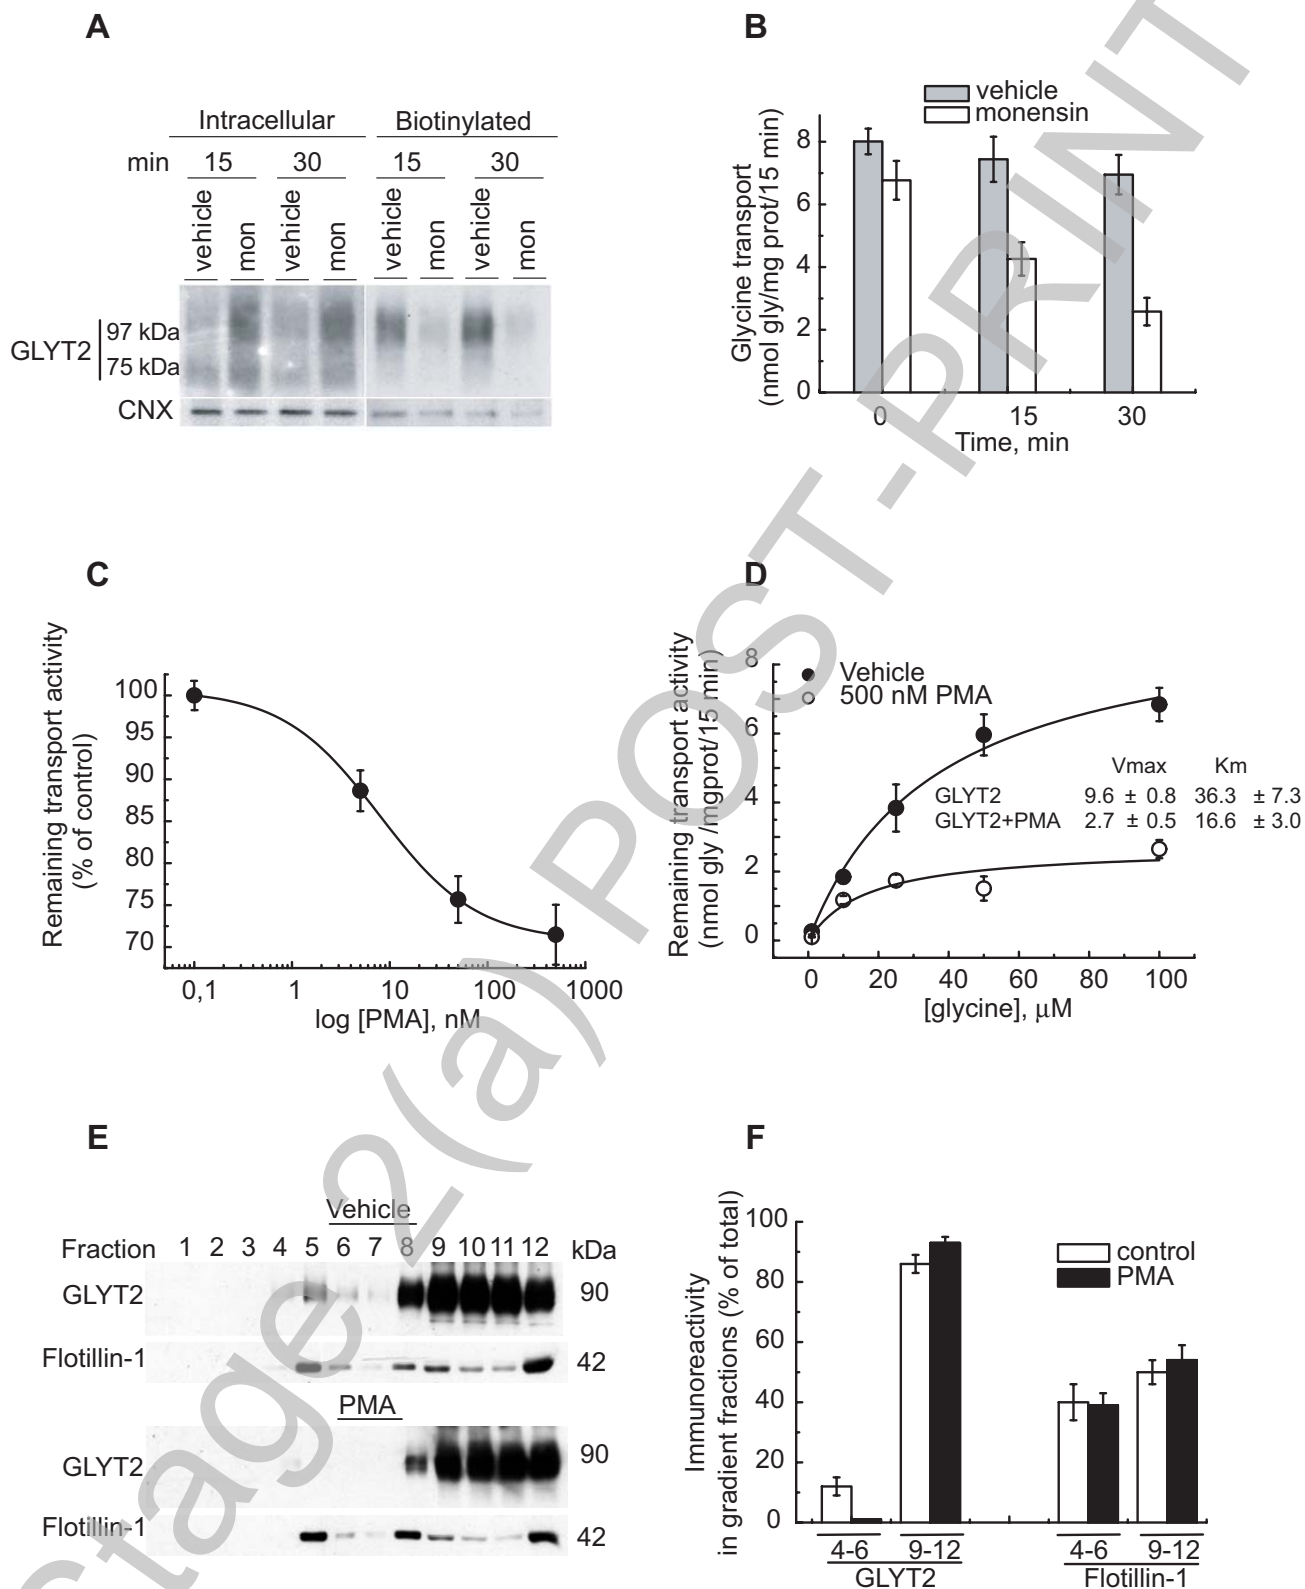 A
Intracellular Biotinylated
min 15 30 15 30
vehicle mon vehicle mon vehicle mon vehicle mon
GLYT2
97 kDa
75 kDa
CNX
B
vehicle
monensin
Glycine transport
(nmol gly/mg prot/15 min)
8
6
4
2
0
0 15 30
Time, min
C
Remaining transport activity
(% of control)
100
95
90
85
80
75
70
0,1 1 10 100 1000
log [PMA], nM
D
Remaining transport activity
(nmol gly /mgprot/15 min)
8
6
4
2
0
Vehicle
500 nM PMA
Vmax Km
GLYT2 9.6 ± 0.8 36.3 ± 7.3
GLYT2+PMA 2.7 ± 0.5 16.6 ± 3.0
0 20 40 60 80 100
[glycine], μM
E
Vehicle
Fraction 1 2 3 4 5 6 7 8 9 10 11 12 kDa
GLYT2 90
Flotillin-1 42
PMA
GLYT2 90
Flotillin-1 42
F
Immunoreactivity
in gradient fractions (% of total)
100
80
60
40
20
0
control
PMA
4-6 9-12 4-6 9-12
GLYT2 Flotillin-1
Stage 2(a) POST-PRINT